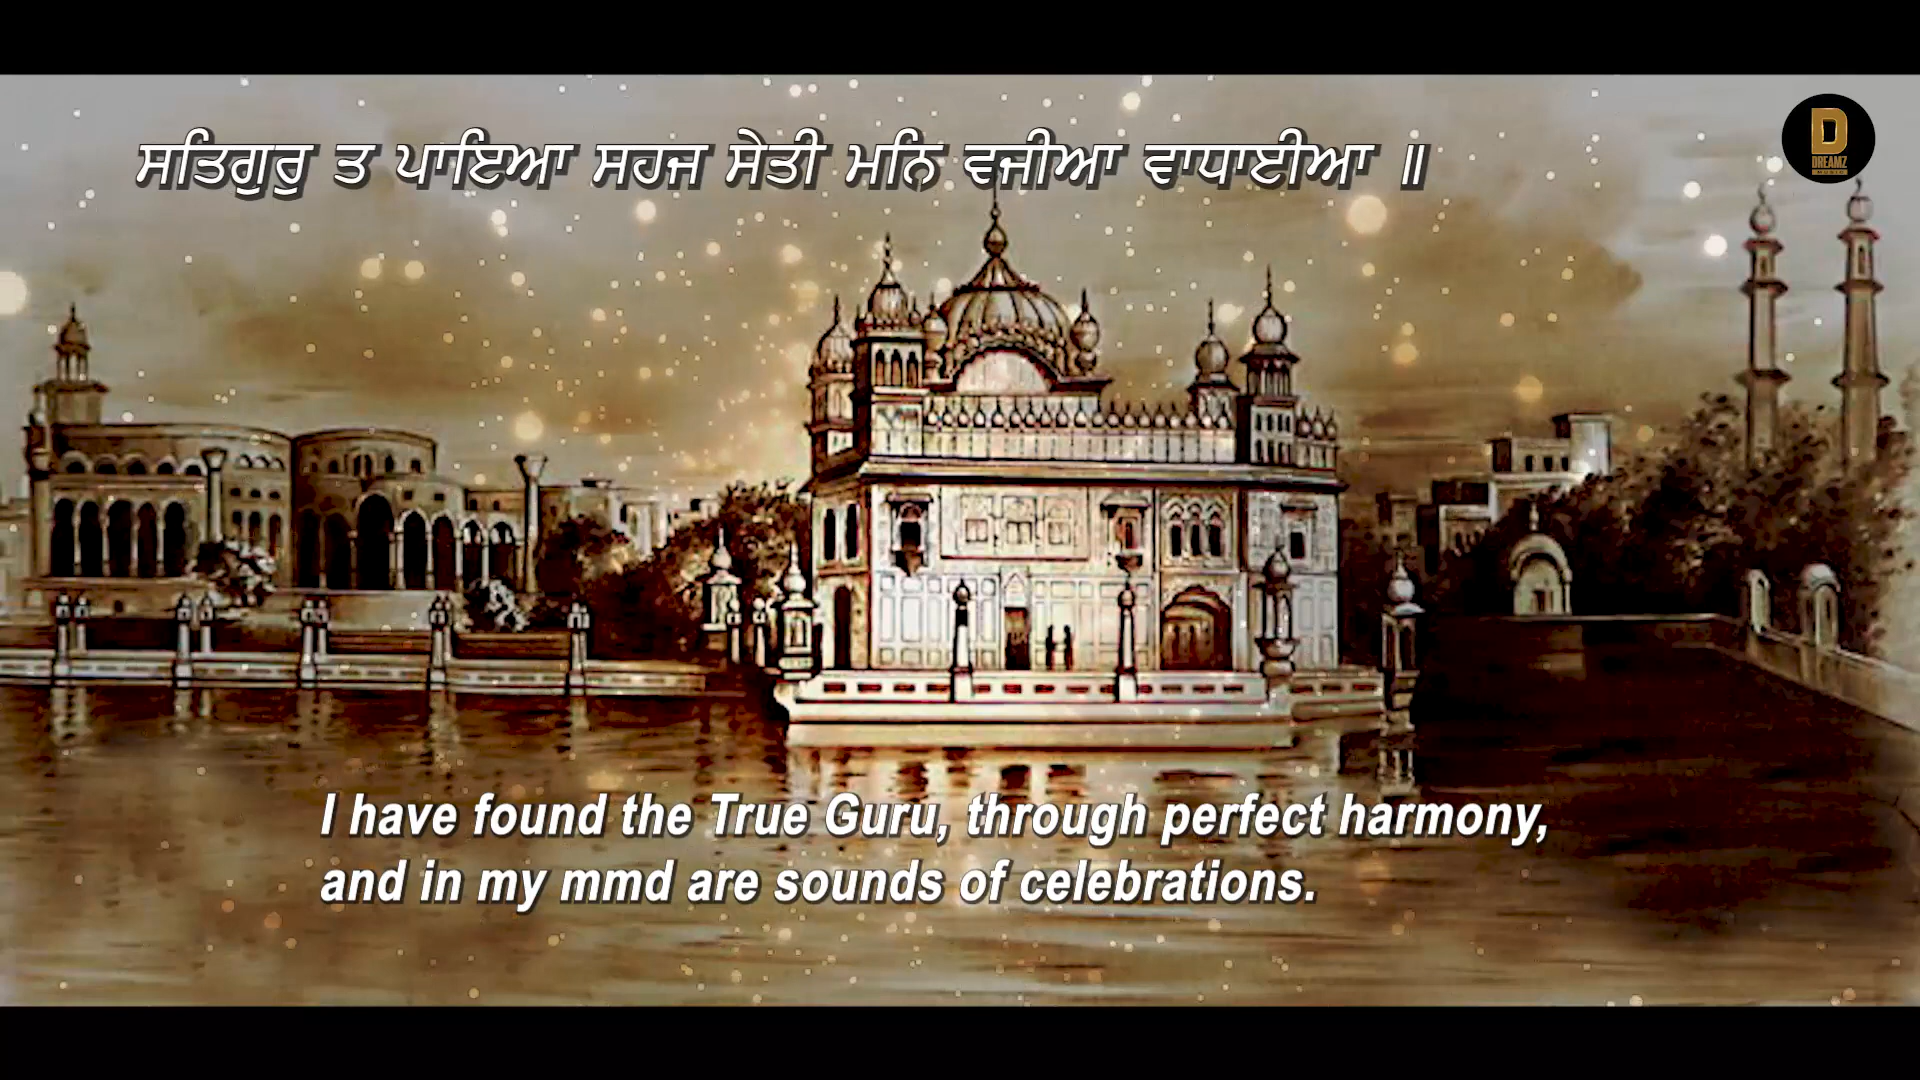 ਸਤਿਗੁਰੁ ਤ ਪਾਇਆ ਸਹਜ ਸੇਤੀ ਮਨਿ ਵਜੀਆ ਵਾਧਾਈਆ ॥
D
DREAMZ
MUSIC
I have found the True Guru, through perfect harmony,
and in my mmd are sounds of celebrations.